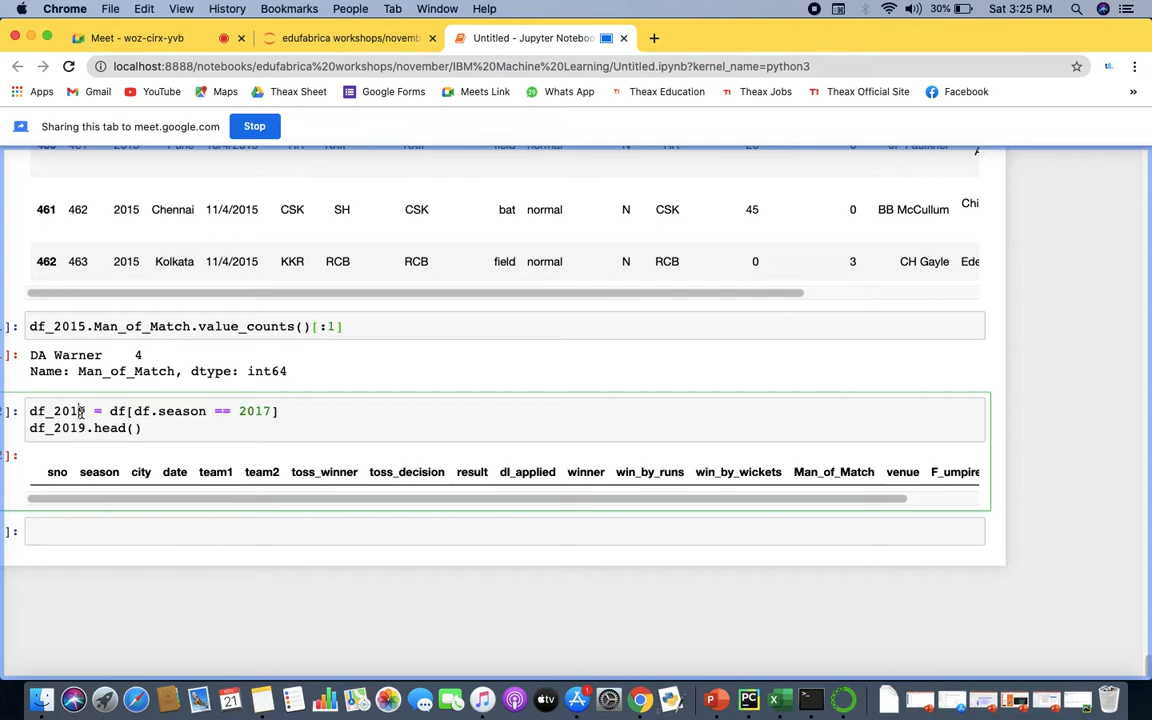 Chrome File Edit View History Bookmarks People Tab Window Help 30% Sat 3:25 PM
Meet - woz-cirx-yvb edufabrica workshops/novemb Untitled - Jupyter Noteboo
localhost:8888/notebooks/edufabrica%20workshops/november/IBM%20Machine%20Learning/Untitled.ipynb?kernel_name=python3
Apps Gmail YouTube Maps Theax Sheet Google Forms Meets Link Whats App Theax Education Theax Jobs Theax Official Site Facebook »
Sharing this tab to meet.google.com Stop
461 462 2015 Chennai 11/4/2015 CSK SH CSK bat normal N CSK 45 0 BB McCullum Chi
462 463 2015 Kolkata 11/4/2015 KKR RCB RCB field normal N RCB 0 3 CH Gayle Ede
]: df_2015.Man_of_Match.value_counts()[:1]
]: DA Warner 4
Name: Man_of_Match, dtype: int64
]: df_2019 = df[df.season == 2017]
df_2019.head()
]:
sno season city date team1 team2 toss_winner toss_decision result dl_applied winner win_by_runs win_by_wickets Man_of_Match venue F_umpire
]: